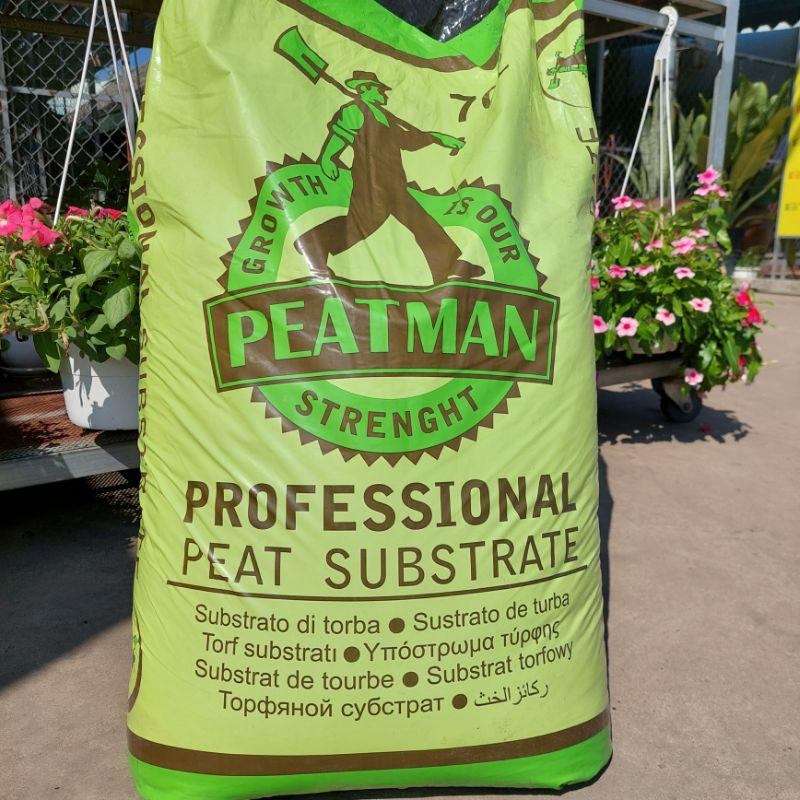 GROWTH IS OUR
PEATMAN
STRENGHT
PROFESSIONAL
PEAT SUBSTRATE
Substrato di torba ● Sustrato de turba
Torf substratı ● Υπόστρωμα τύρφης
Substrat de tourbe ● Substrat torfowy
Торфяной субстрат ● ركائز الخث